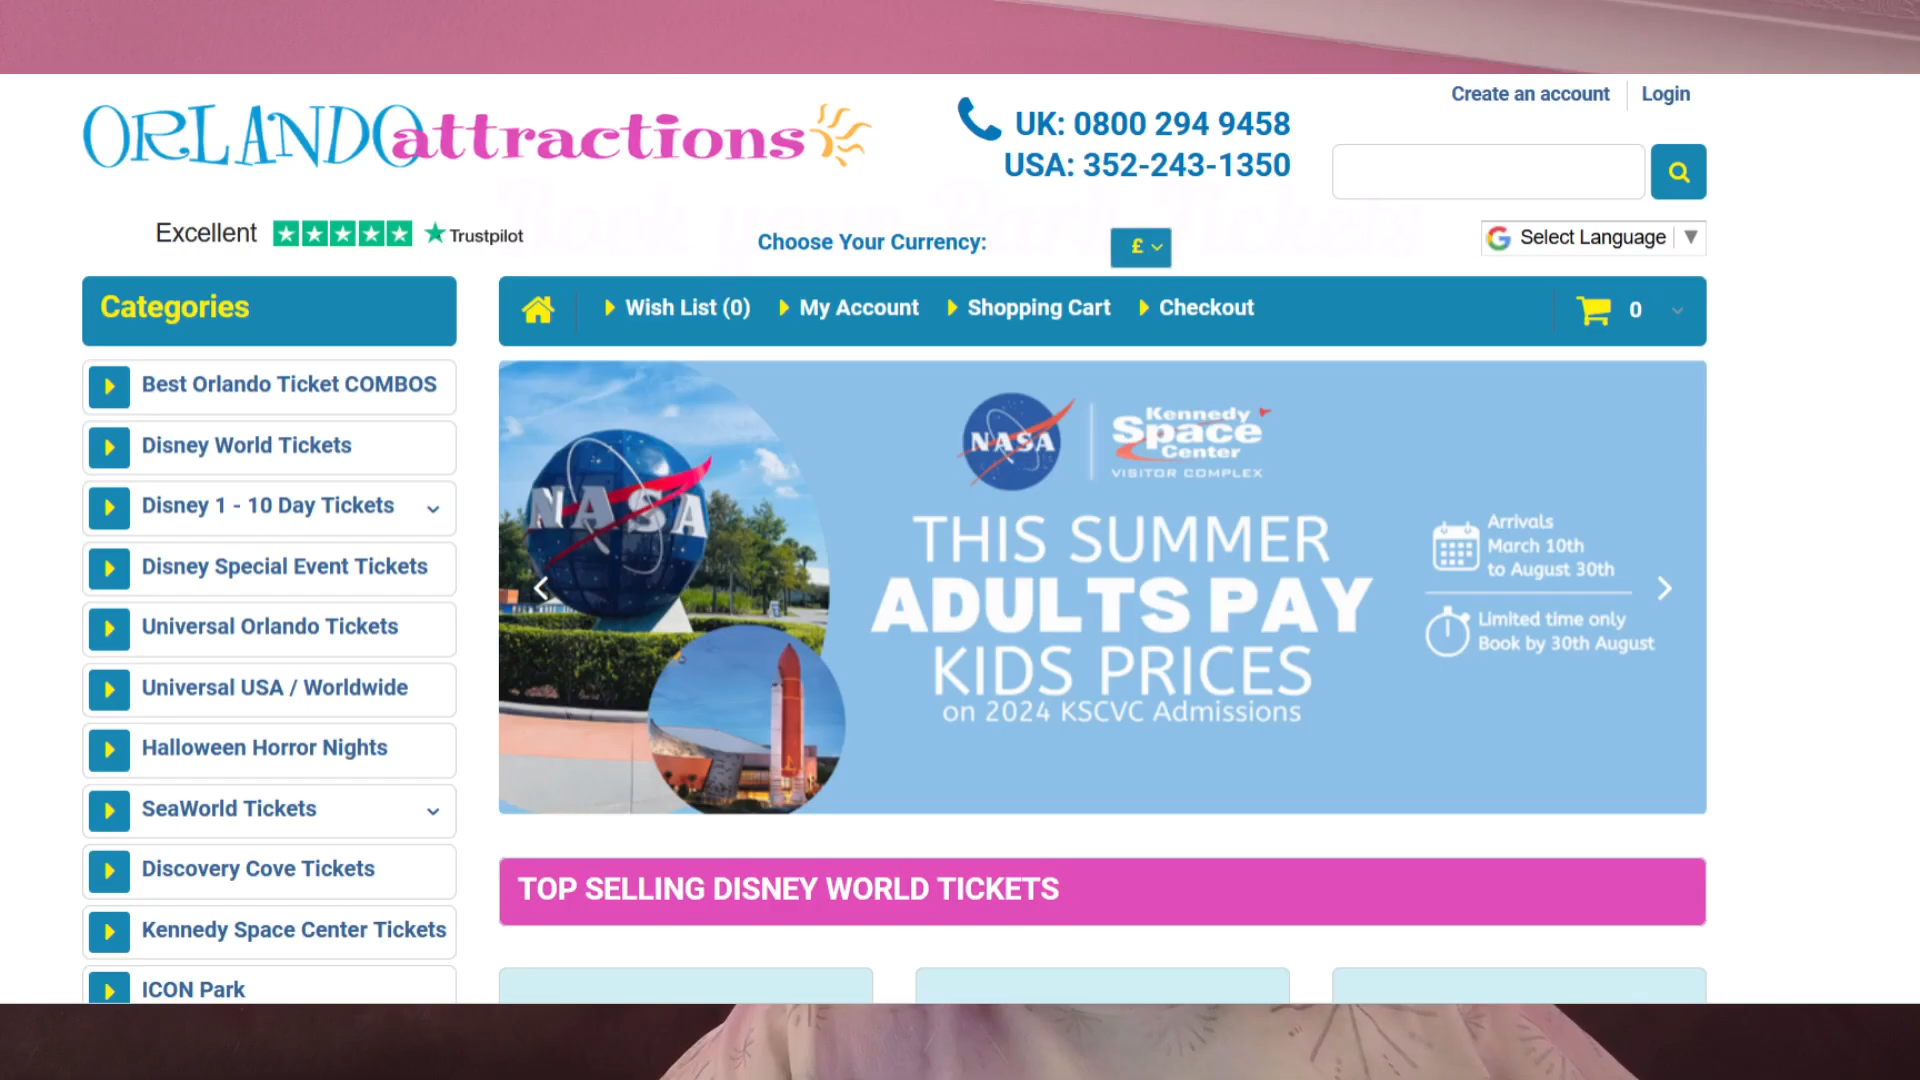 Create an account
Login
ORLANDO attractions
UK: 0800 294 9458
USA: 352-243-1350
Excellent
Trustpilot
Choose Your Currency:
£
Select Language
Categories
Wish List (0)
My Account
Shopping Cart
Checkout
0
Best Orlando Ticket COMBOS
Disney World Tickets
Disney 1 - 10 Day Tickets
Disney Special Event Tickets
Universal Orlando Tickets
Universal USA / Worldwide
Halloween Horror Nights
SeaWorld Tickets
Discovery Cove Tickets
Kennedy Space Center Tickets
ICON Park
NASA
NASA
Kennedy
Space
Center
VISITOR COMPLEX
THIS SUMMER
ADULTS PAY
KIDS PRICES
on 2024 KSCVC Admissions
Arrivals
March 10th
to August 30th
Limited time only
Book by 30th August
TOP SELLING DISNEY WORLD TICKETS